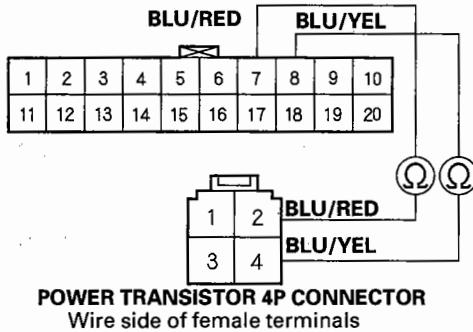 BLU/RED BLU/YEL
1 2 3 4 5 6 7 8 9 10
11 12 13 14 15 16 17 18 19 20
Ω Ω
1 2 BLU/RED
3 4 BLU/YEL
POWER TRANSISTOR 4P CONNECTOR
Wire side of female terminals